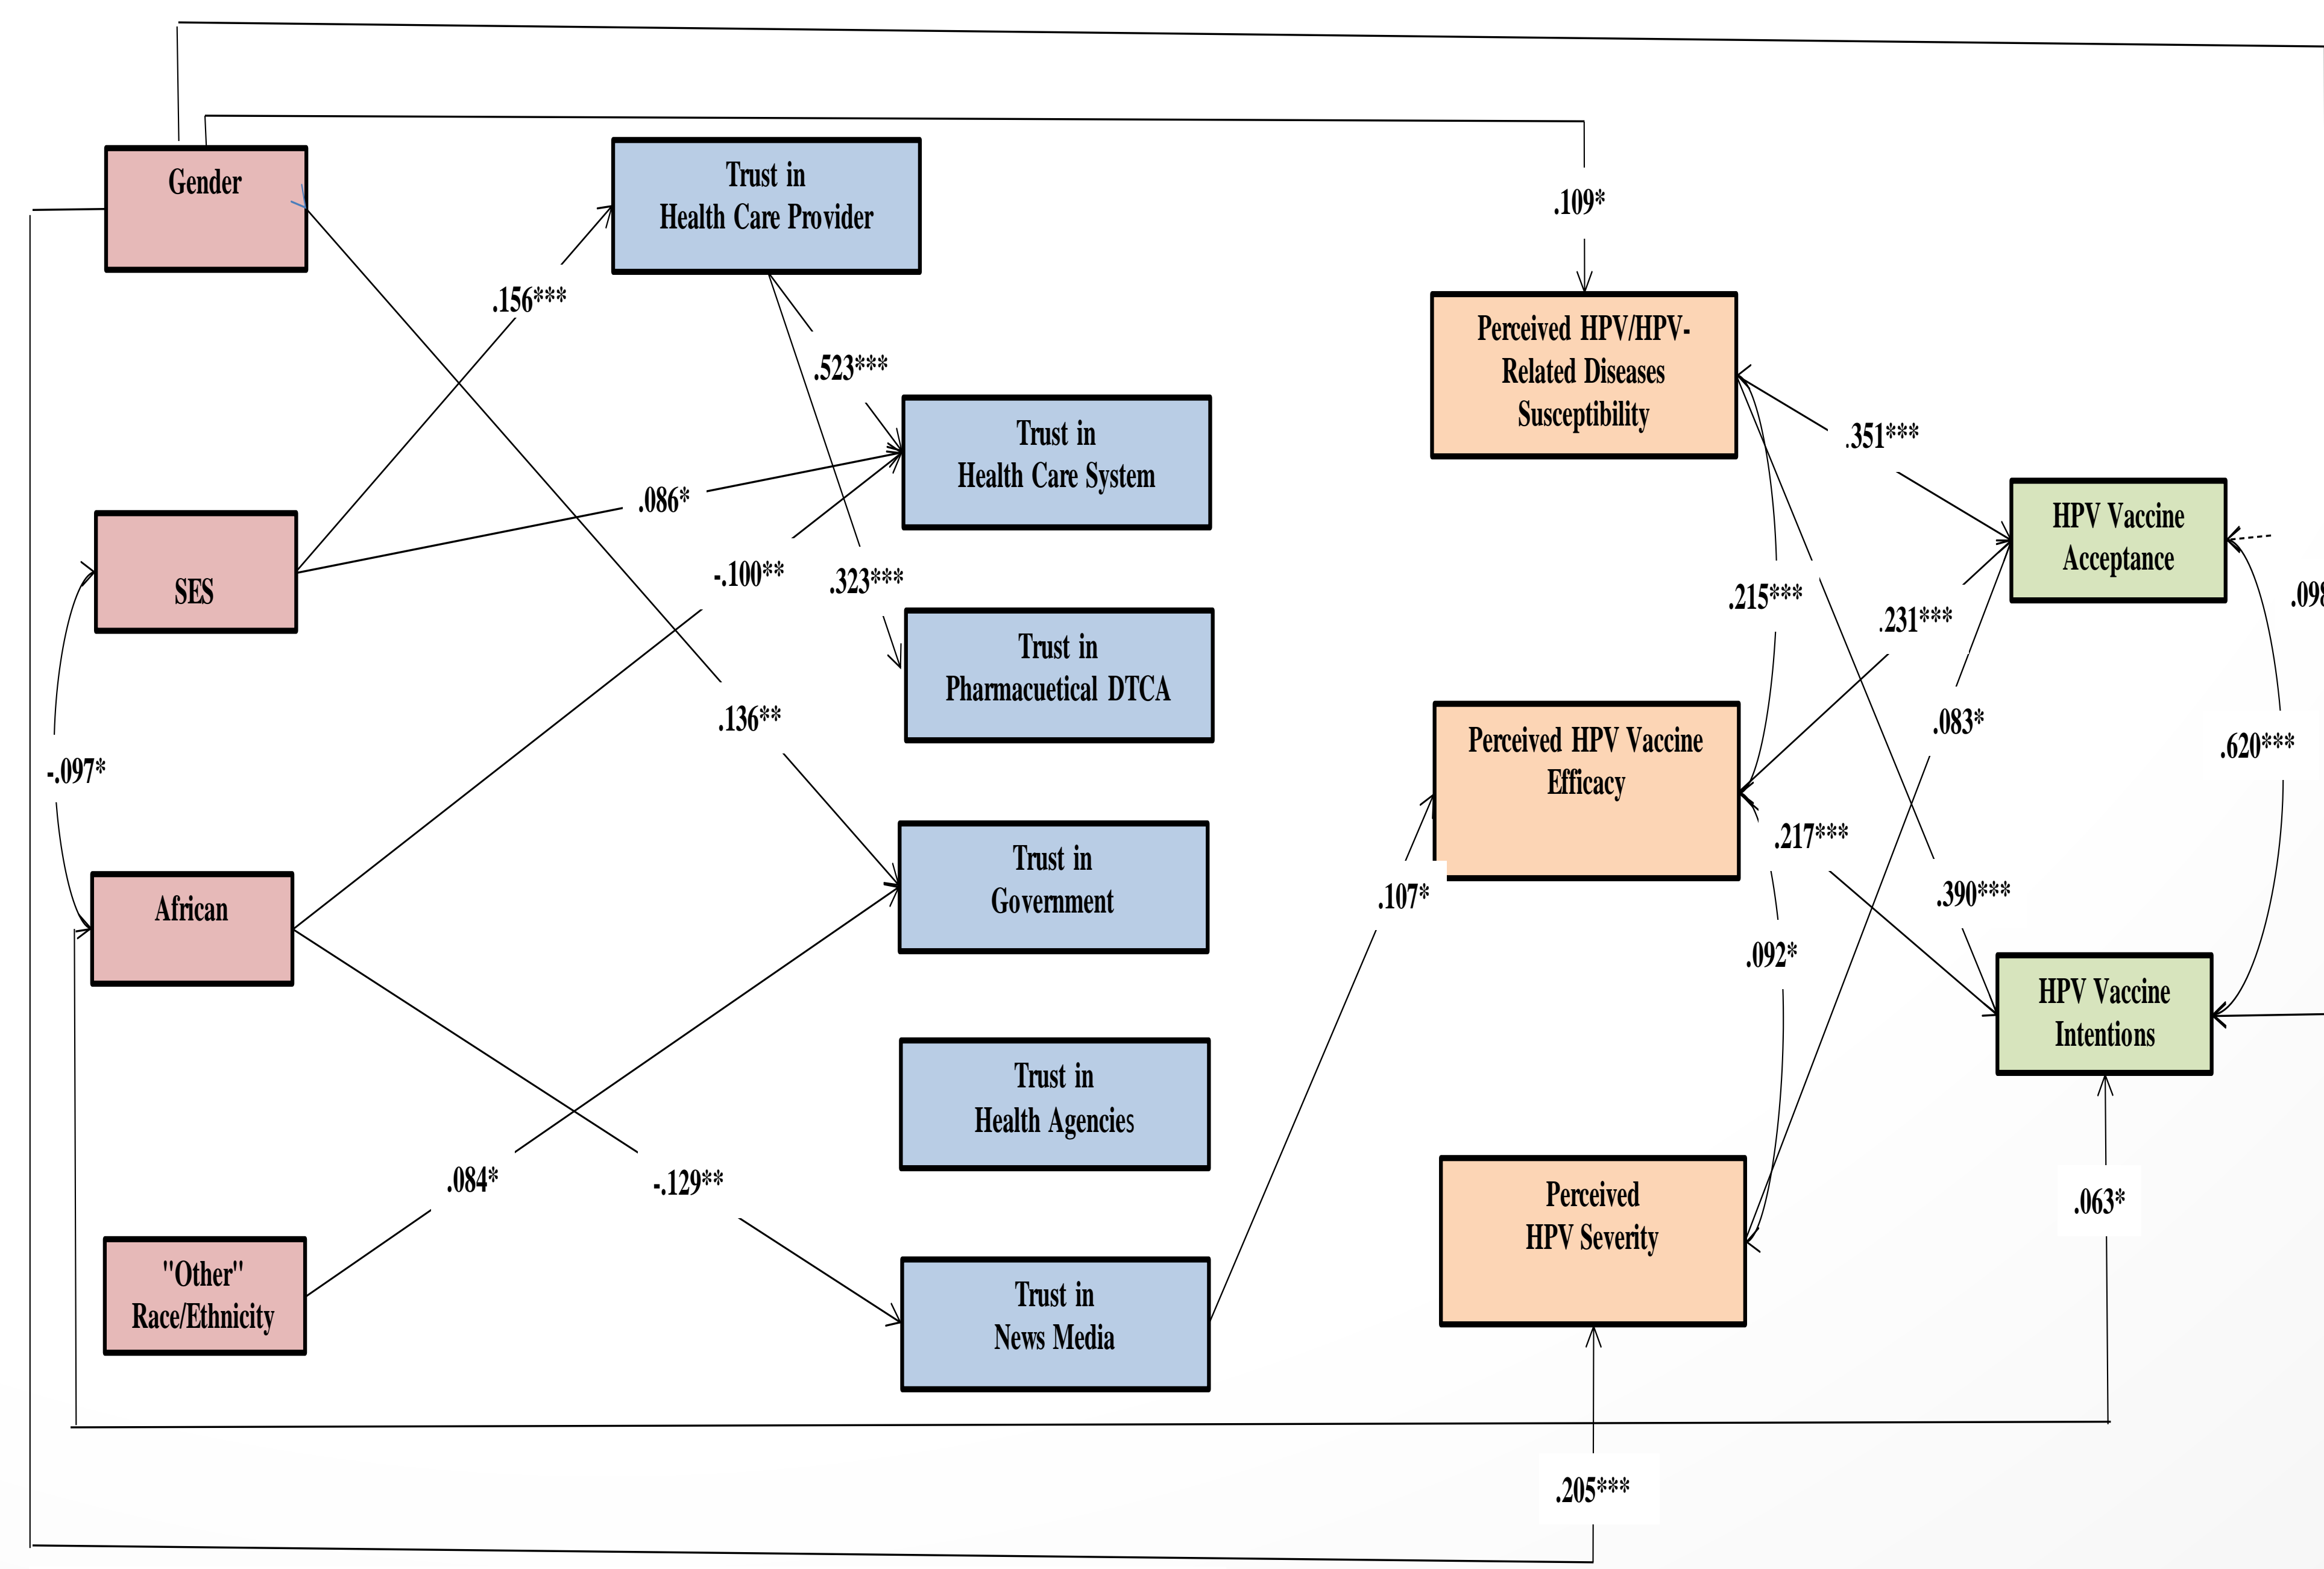 Gender
Trust in
Health Care Provider
.109*
.156***
Perceived HPV/HPV-
Related Diseases
Susceptibility
.523***
Trust in
Health Care System
.351***
.086*
SES
HPV Vaccine
Acceptance
-.100**
.323***
.215***
.098
.231***
Trust in
Pharmacuetical DTCA
.136**
.083*
Perceived HPV Vaccine
Efficacy
.620***
-.097*
.217***
Trust in
Government
.107*
.390***
African
.092*
HPV Vaccine
Intentions
Trust in
Health Agencies
.084*
-.129**
Perceived
HPV Severity
.063*
"Other"
Race/Ethnicity
Trust in
News Media
.205***